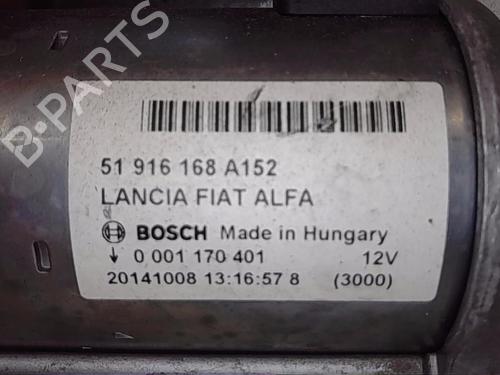 B-PARTS
51 916 168 A152
LANCIA FIAT ALFA
BOSCH Made in Hungary
0 001 170 401 12V
20141008 13:16:57 8 (3000)